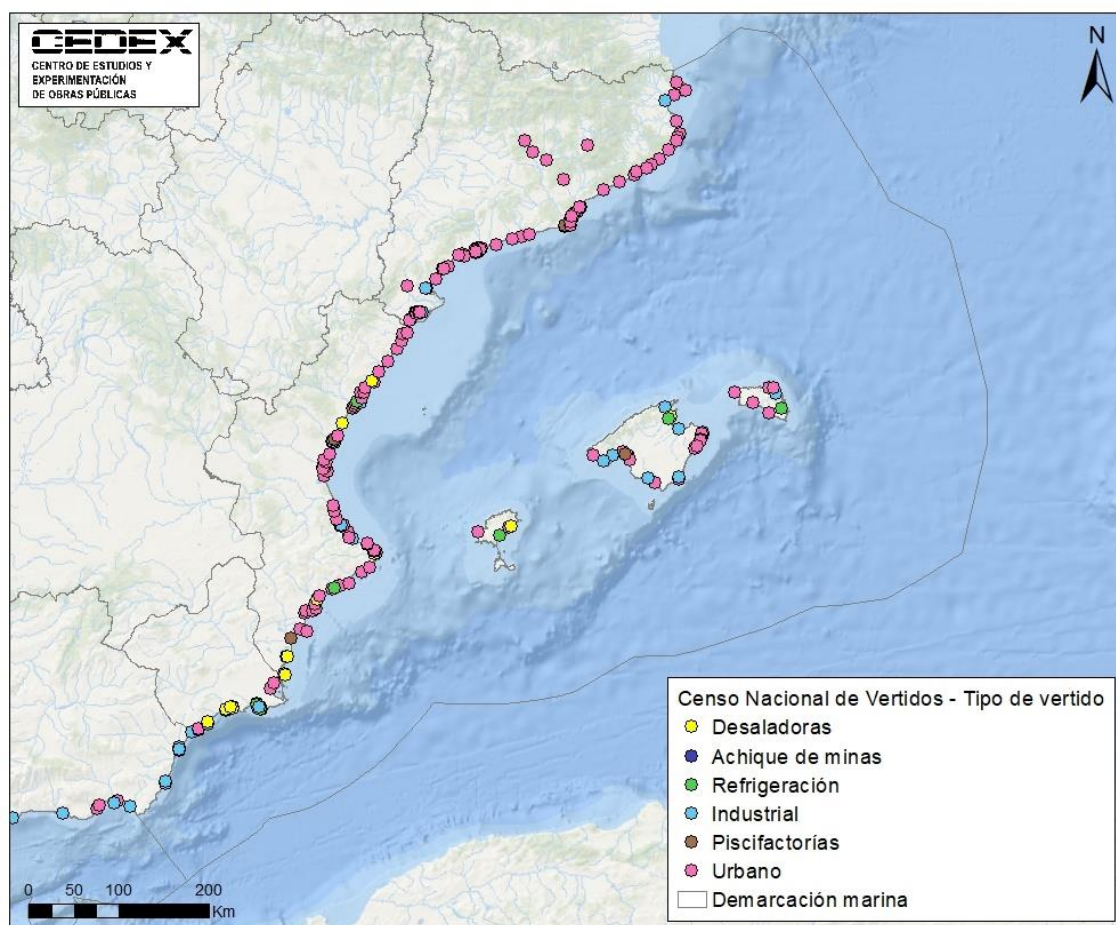 CEDEX
CENTRO DE ESTUDIOS Y
EXPERIMENTACIÓN
DE OBRAS PÚBLICAS
N
Censo Nacional de Vertidos - Tipo de vertido
Desaladoras
Achique de minas
Refrigeración
Industrial
Piscifactorías
Urbano
Demarcación marina
0 50 100 200
Km